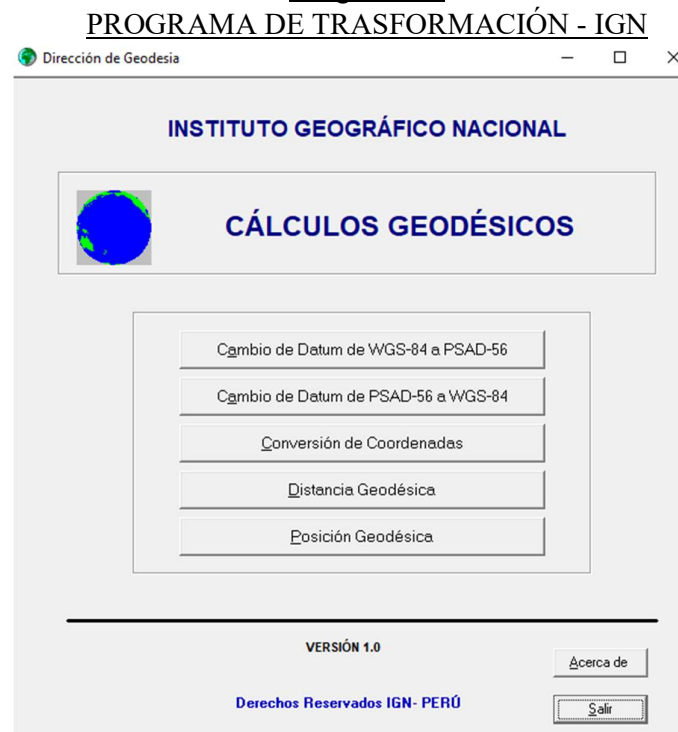 PROGRAMA DE TRASFORMACIÓN - IGN
Dirección de Geodesia
INSTITUTO GEOGRÁFICO NACIONAL
CÁLCULOS GEODÉSICOS
Cambio de Datum de WGS-84 a PSAD-56
Cambio de Datum de PSAD-56 a WGS-84
Conversión de Coordenadas
Distancia Geodésica
Posición Geodésica
VERSIÓN 1.0
Acerca de
Derechos Reservados IGN- PERÚ
Salir